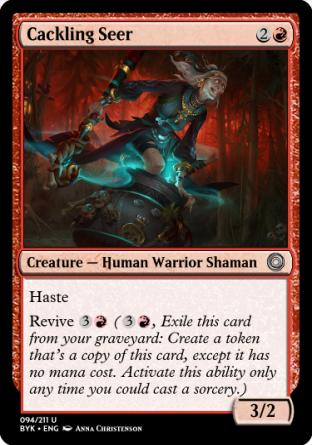 Cackling Seer 2
Creature — Human Warrior Shaman
Haste
Revive 3 ( 3 , Exile this card
from your graveyard: Create a token
that's a copy of this card, except it has
no mana cost. Activate this ability only
any time you could cast a sorcery.)
3/2
094/211 U
BYK • ENG Anna Christenson